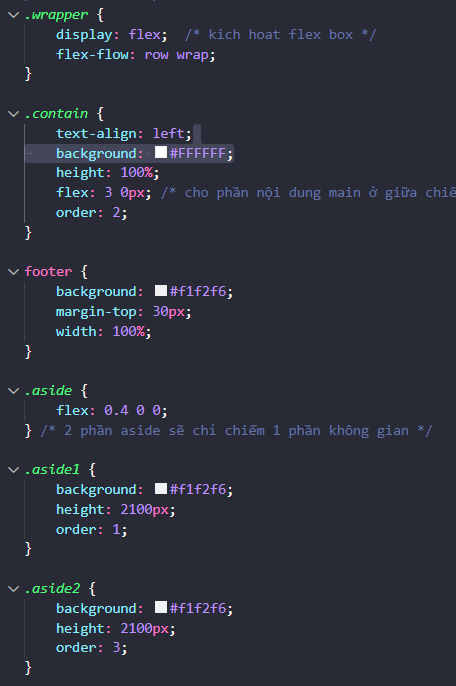 .wrapper {
display: flex;  /* kich hoat flex box */
flex-flow: row wrap;
}
.contain {
text-align: left;
background: #FFFFFF;
height: 100%;
flex: 3 0px; /* cho phần nội dung main ở giữa
order: 2;
}
footer {
background: #f1f2f6;
margin-top: 30px;
width: 100%;
}
.aside {
flex: 0.4 0 0;
} /* 2 phần aside sẽ chỉ chiếm 1 phần không gian */
.aside1 {
background: #f1f2f6;
height: 2100px;
order: 1;
}
.aside2 {
background: #f1f2f6;
height: 2100px;
order: 3;
}